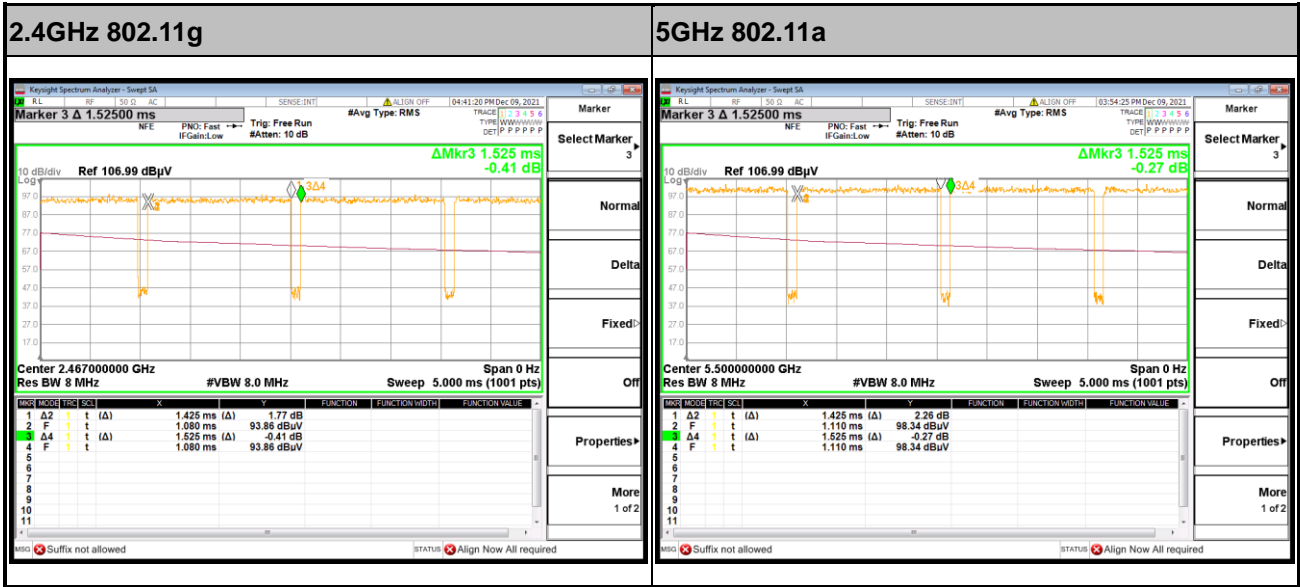 2.4GHz 802.11g
5GHz 802.11a
Keysight Spectrum Analyzer - Swept SA
RL RF 50 Ω AC SENSE:INT ALIGN OFF 04:41:20 PM Dec 09, 2021
Marker 3 Δ 1.52500 ms
NFE PNO: Fast Trig: Free Run #Avg Type: RMS TRACE 1 2 3 4 5 6
IFGain:Low #Atten: 10 dB TYPE WWWWWW
DET P P P P P P
ΔMkr3 1.525 ms
-0.41 dB
10 dB/div Ref 106.99 dBµV
Log
97.0
87.0
77.0
67.0
57.0
47.0
37.0
27.0
17.0
3Δ4
Center 2.467000000 GHz Span 0 Hz
Res BW 8 MHz #VBW 8.0 MHz Sweep 5.000 ms (1001 pts)
MKR MODE TRC SCL X Y FUNCTION FUNCTION WIDTH FUNCTION VALUE
1 Δ2 1 t (Δ) 1.425 ms (Δ) 1.77 dB
2 F 1 t 1.080 ms 93.86 dBµV
3 Δ4 1 t (Δ) 1.525 ms (Δ) -0.41 dB
4 F 1 t 1.080 ms 93.86 dBµV
5
6
7
8
9
10
11
MSG Suffix not allowed STATUS Align Now All required
Marker
Select Marker
3
Normal
Delta
Fixed
Off
Properties
More
1 of 2
Keysight Spectrum Analyzer - Swept SA
RL RF 50 Ω AC SENSE:INT ALIGN OFF 03:54:25 PM Dec 09, 2021
Marker 3 Δ 1.52500 ms
NFE PNO: Fast Trig: Free Run #Avg Type: RMS TRACE 1 2 3 4 5 6
IFGain:Low #Atten: 10 dB TYPE WWWWWW
DET P P P P P P
ΔMkr3 1.525 ms
-0.27 dB
10 dB/div Ref 106.99 dBµV
Log
97.0
87.0
77.0
67.0
57.0
47.0
37.0
27.0
17.0
3Δ4
Center 5.500000000 GHz Span 0 Hz
Res BW 8 MHz #VBW 8.0 MHz Sweep 5.000 ms (1001 pts)
MKR MODE TRC SCL X Y FUNCTION FUNCTION WIDTH FUNCTION VALUE
1 Δ2 1 t (Δ) 1.425 ms (Δ) 2.26 dB
2 F 1 t 1.110 ms 98.34 dBµV
3 Δ4 1 t (Δ) 1.525 ms (Δ) -0.27 dB
4 F 1 t 1.110 ms 98.34 dBµV
5
6
7
8
9
10
11
MSG Suffix not allowed STATUS Align Now All required
Marker
Select Marker
3
Normal
Delta
Fixed
Off
Properties
More
1 of 2